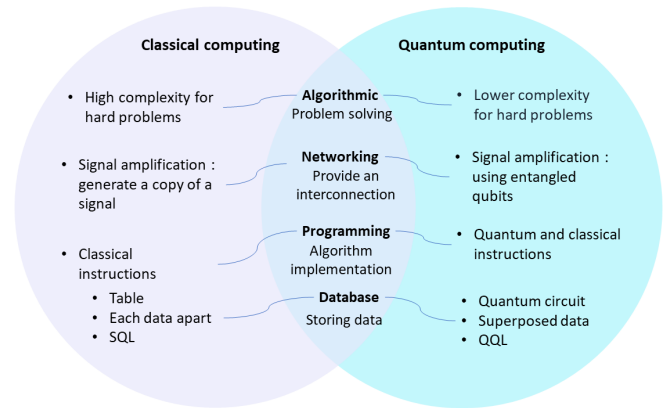 Classical computing
Quantum computing
• High complexity for
hard problems
Algorithmic
Problem solving
• Lower complexity
for hard problems
• Signal amplification :
generate a copy of a
signal
Networking
Provide an
interconnection
• Signal amplification :
using entangled
qubits
• Classical
instructions
Programming
Algorithm
implementation
• Quantum and classical
instructions
• Table
• Each data apart
• SQL
Database
Storing data
• Quantum circuit
• Superposed data
• QQL